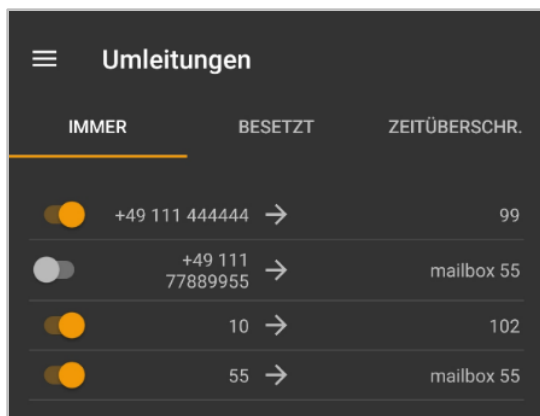 Umleitungen
IMMER BESETZT ZEITÜBERSCHR.
+49 111 444444 → 99
+49 111
77889955 → mailbox 55
10 → 102
55 → mailbox 55